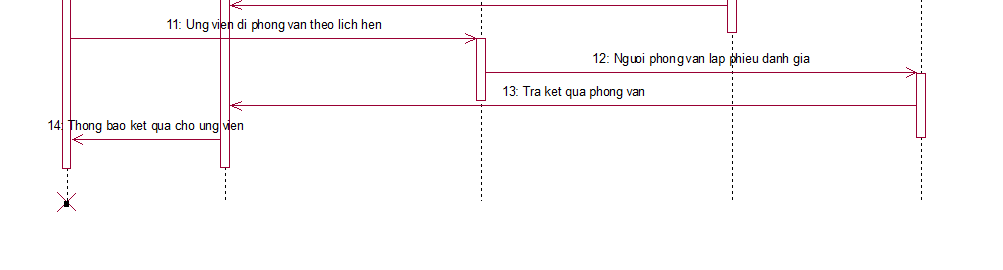 11: Ung vien di phong van theo lich hen
12: Nguoi phong van lap phieu danh gia
13: Tra ket qua phong van
14: Thong bao ket qua cho ung vien